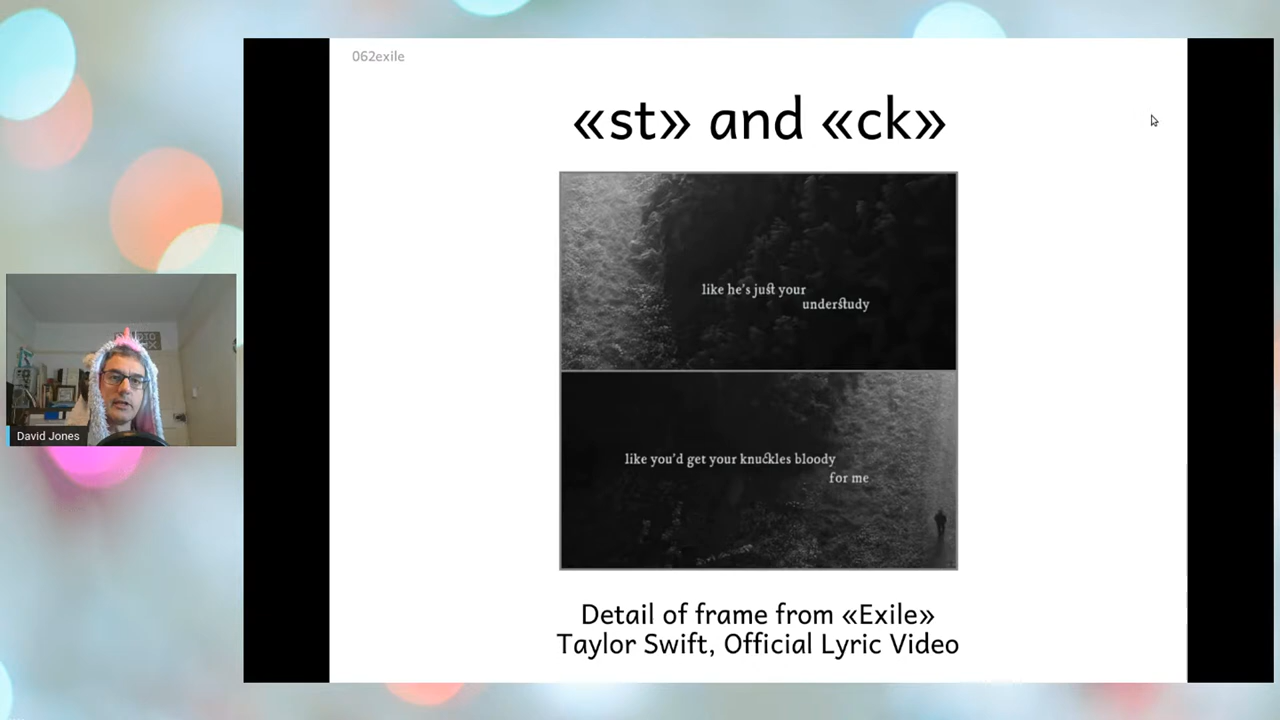 062exile
«st» and «ck»
like he's just your
understudy
like you'd get your knuckles bloody
for me
Detail of frame from «Exile»
Taylor Swift, Official Lyric Video
David Jones